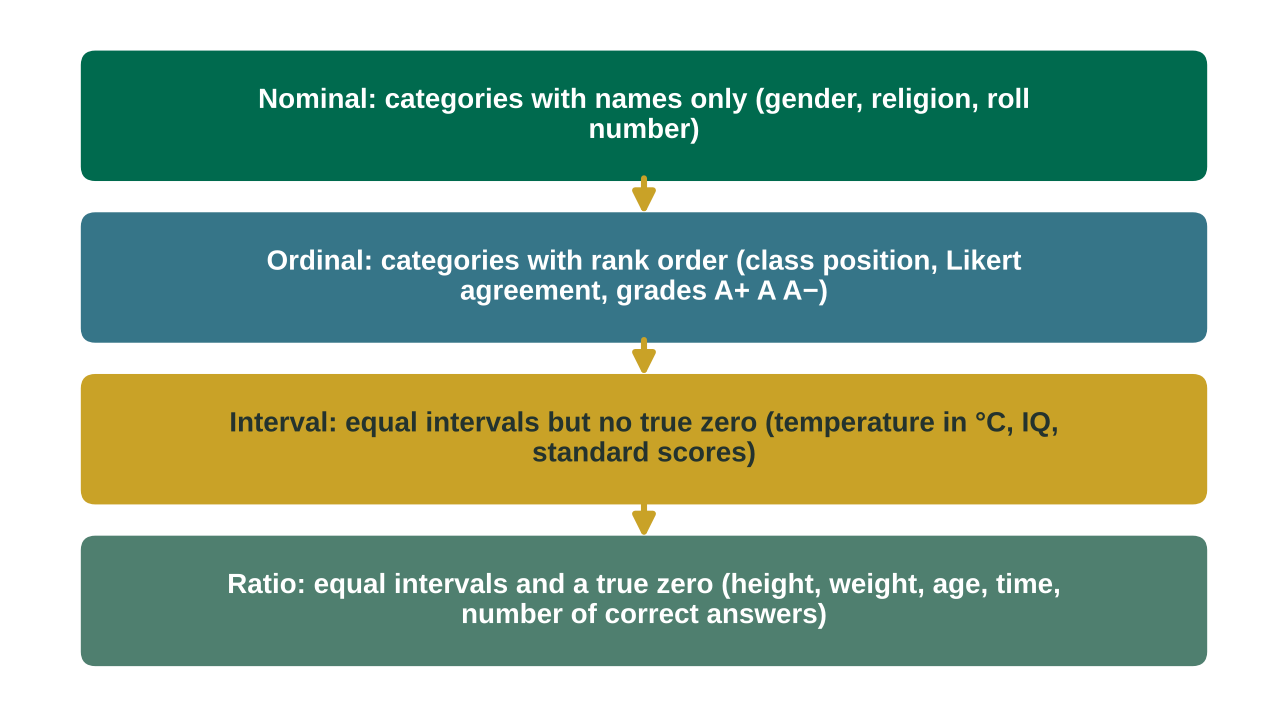 Nominal: categories with names only (gender, religion, roll
number)
Ordinal: categories with rank order (class position, Likert
agreement, grades A+ A A−)
Interval: equal intervals but no true zero (temperature in °C, IQ,
standard scores)
Ratio: equal intervals and a true zero (height, weight, age, time,
number of correct answers)